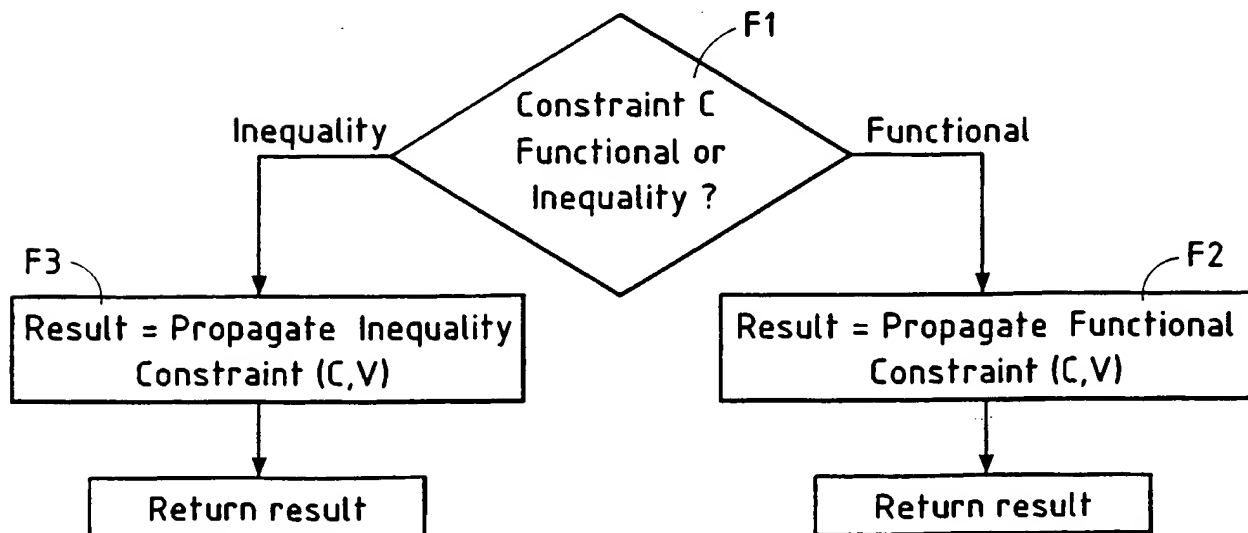 F1
Constraint C
Functional or
Inequality ?
Inequality
Functional
F3
Result = Propagate Inequality
Constraint (C,V)
Return result
F2
Result = Propagate Functional
Constraint (C,V)
Return result